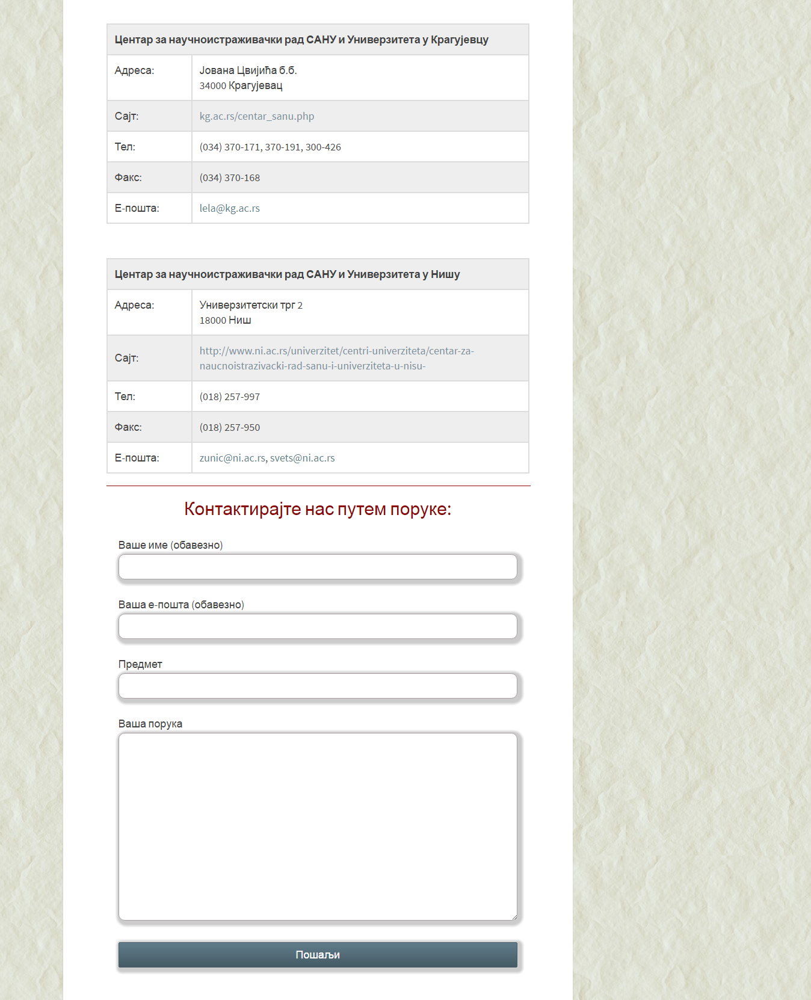 Центар за научноистраживачки рад САНУ и Универзитета у Крагујевцу
Адреса:
Јована Цвијића б.б.
34000 Крагујевац
Сајт:
kg.ac.rs/centar_sanu.php
Тел:
(034) 370-171, 370-191, 300-426
Факс:
(034) 370-168
Е-пошта:
lela@kg.ac.rs
Центар за научноистраживачки рад САНУ и Универзитета у Нишу
Адреса:
Универзитетски трг 2
18000 Ниш
Сајт:
http://www.ni.ac.rs/univerzitet/centri-univerziteta/centar-za-
naucnoistrazivacki-rad-sanu-i-univerziteta-u-nisu-
Тел:
(018) 257-997
Факс:
(018) 257-950
Е-пошта:
zunic@ni.ac.rs, svets@ni.ac.rs
Контактирајте нас путем поруке:
Ваше име (обавезно)
Ваша е-пошта (обавезно)
Предмет
Ваша порука
Пошаљи